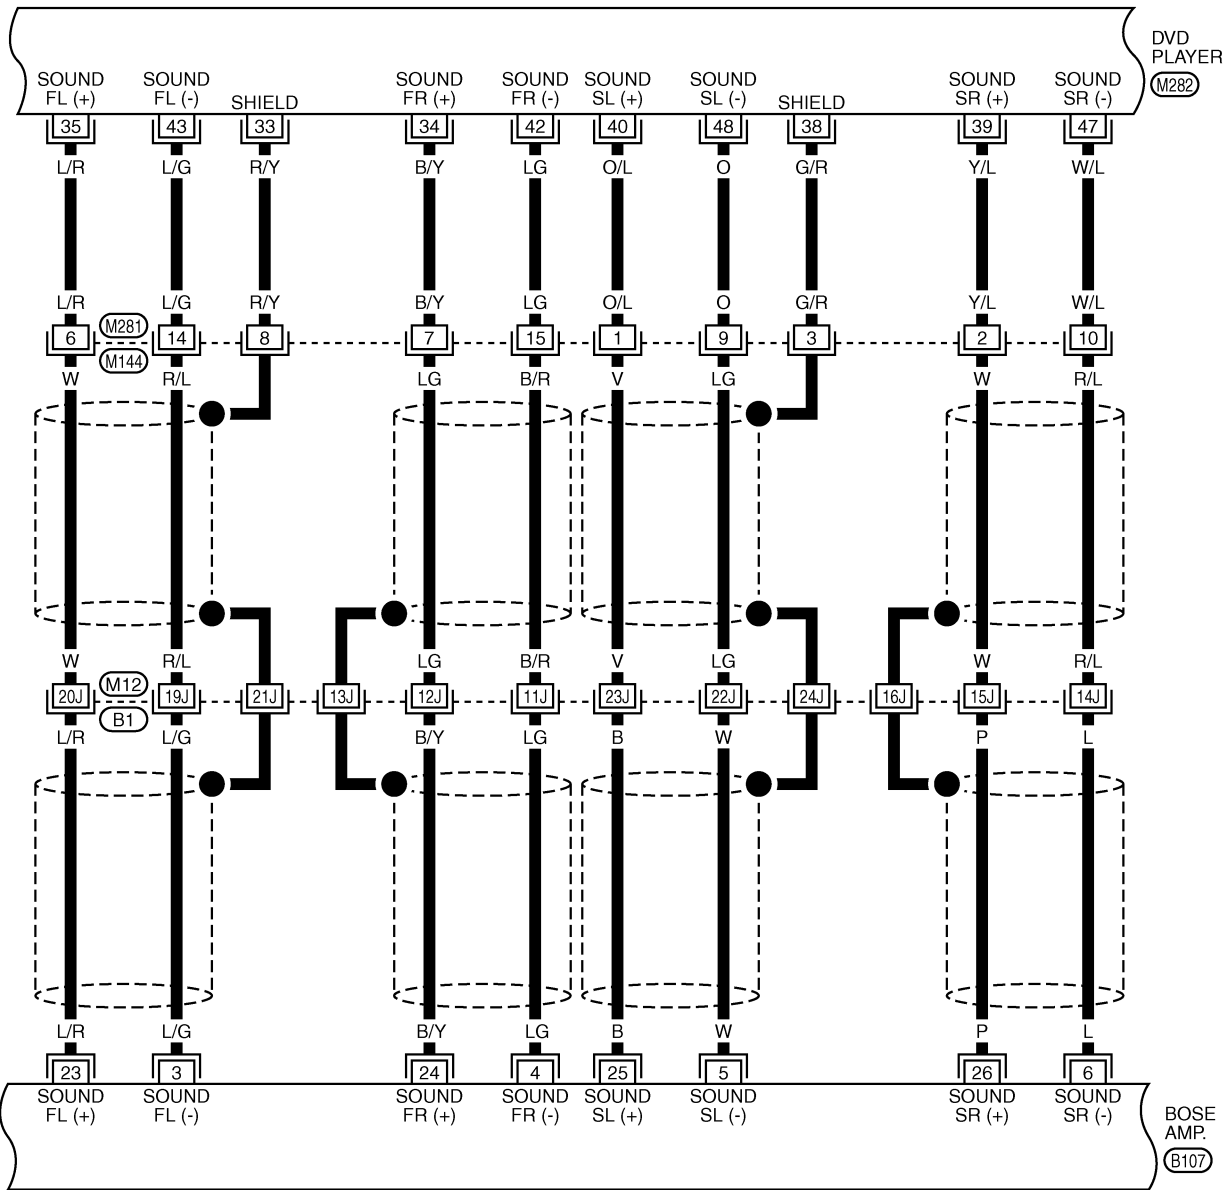 DVD
PLAYER
M282
SOUND SOUND SOUND SOUND SOUND SOUND SOUND SOUND
FL (+) FL (-) SHIELD FR (+) FR (-) SL (+) SL (-) SHIELD SR (+) SR (-)
35 43 33 34 42 40 48 38 39 47
L/R L/G R/Y B/Y LG O/L O G/R Y/L W/L
L/R L/G R/Y B/Y LG O/L O G/R Y/L W/L
M281
6 14 8 7 15 1 9 3 2 10
M144
W R/L LG B/R V LG W R/L
W R/L LG B/R V LG W R/L
M12
20J 19J 21J 13J 12J 11J 23J 22J 24J 16J 15J 14J
B1
L/R L/G B/Y LG B W P L
L/R L/G B/Y LG B W P L
23 3 24 4 25 5 26 6
SOUND SOUND SOUND SOUND SOUND SOUND SOUND SOUND
FL (+) FL (-) FR (+) FR (-) SL (+) SL (-) SR (+) SR (-)
BOSE
AMP.
B107